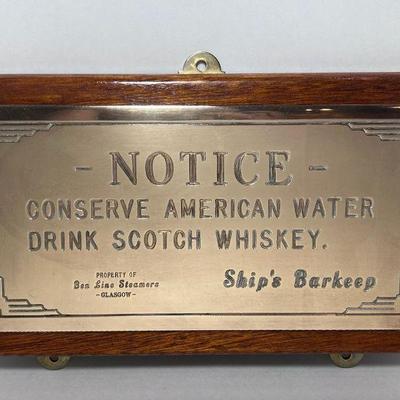 - NOTICE -
CONSERVE AMERICAN WATER
DRINK SCOTCH WHISKEY.
PROPERTY OF
Ben Line Steamers
- GLASGOW -
Ship's Barkeep